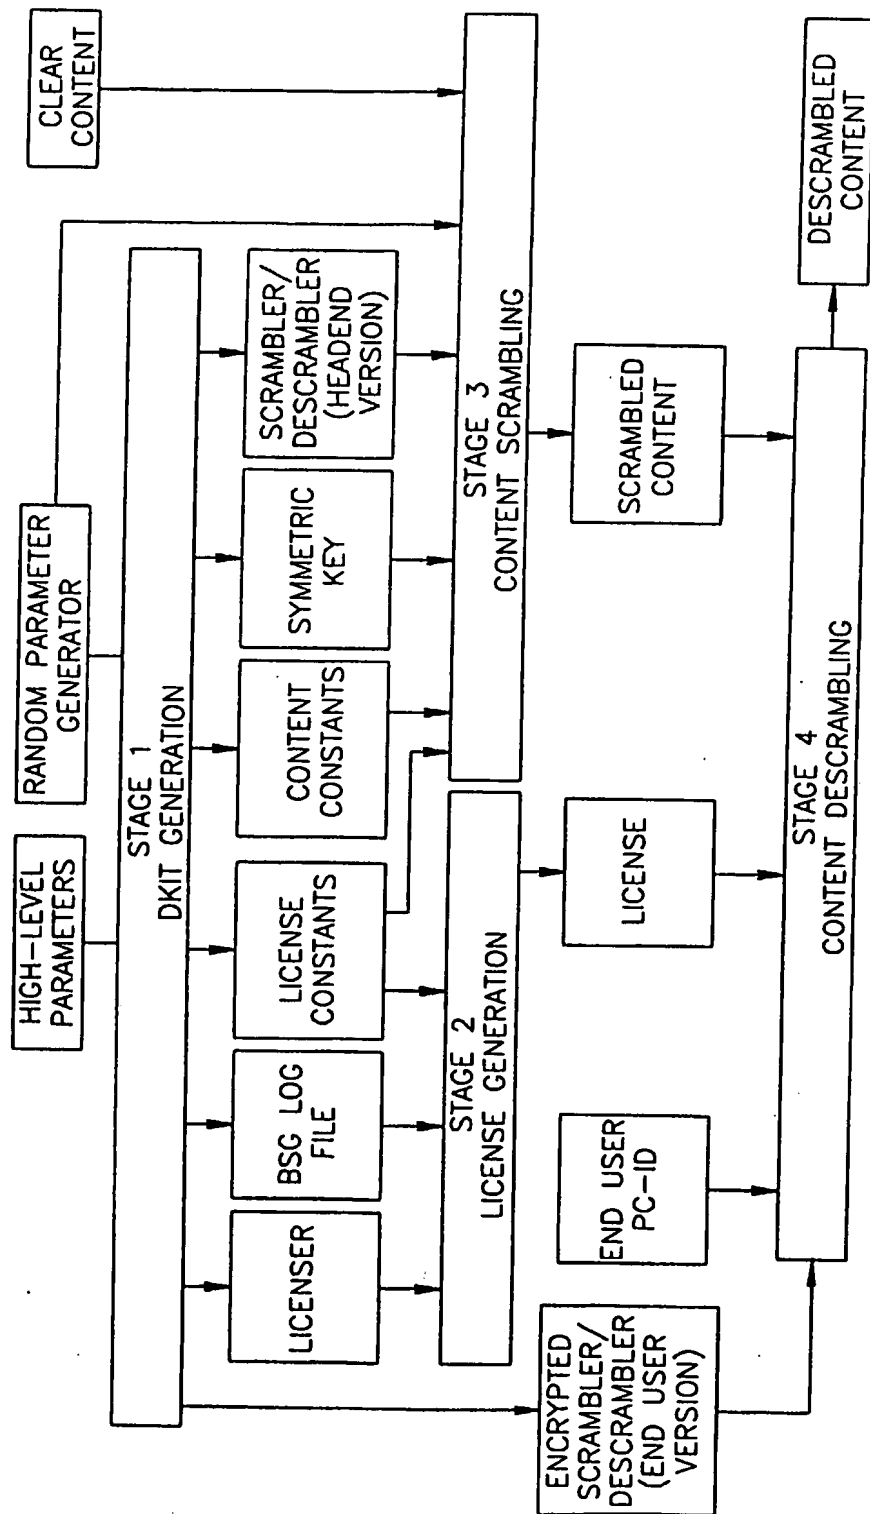 HIGH-LEVEL
PARAMETERS
RANDOM PARAMETER
GENERATOR
CLEAR
CONTENT
STAGE 1
DKIT GENERATION
LICENSER
BSG LOG
FILE
LICENSE
CONSTANTS
CONTENT
CONSTANTS
SYMMETRIC
KEY
SCRAMBLER/
DESCRAMBLER
(HEADEND
VERSION)
STAGE 2
LICENSE GENERATION
STAGE 3
CONTENT SCRAMBLING
ENCRYPTED
SCRAMBLER/
DESCRAMBLER
(END USER
VERSION)
END USER
PC-ID
LICENSE
SCRAMBLED
CONTENT
STAGE 4
CONTENT DESCRAMBLING
DESCRAMBLED
CONTENT